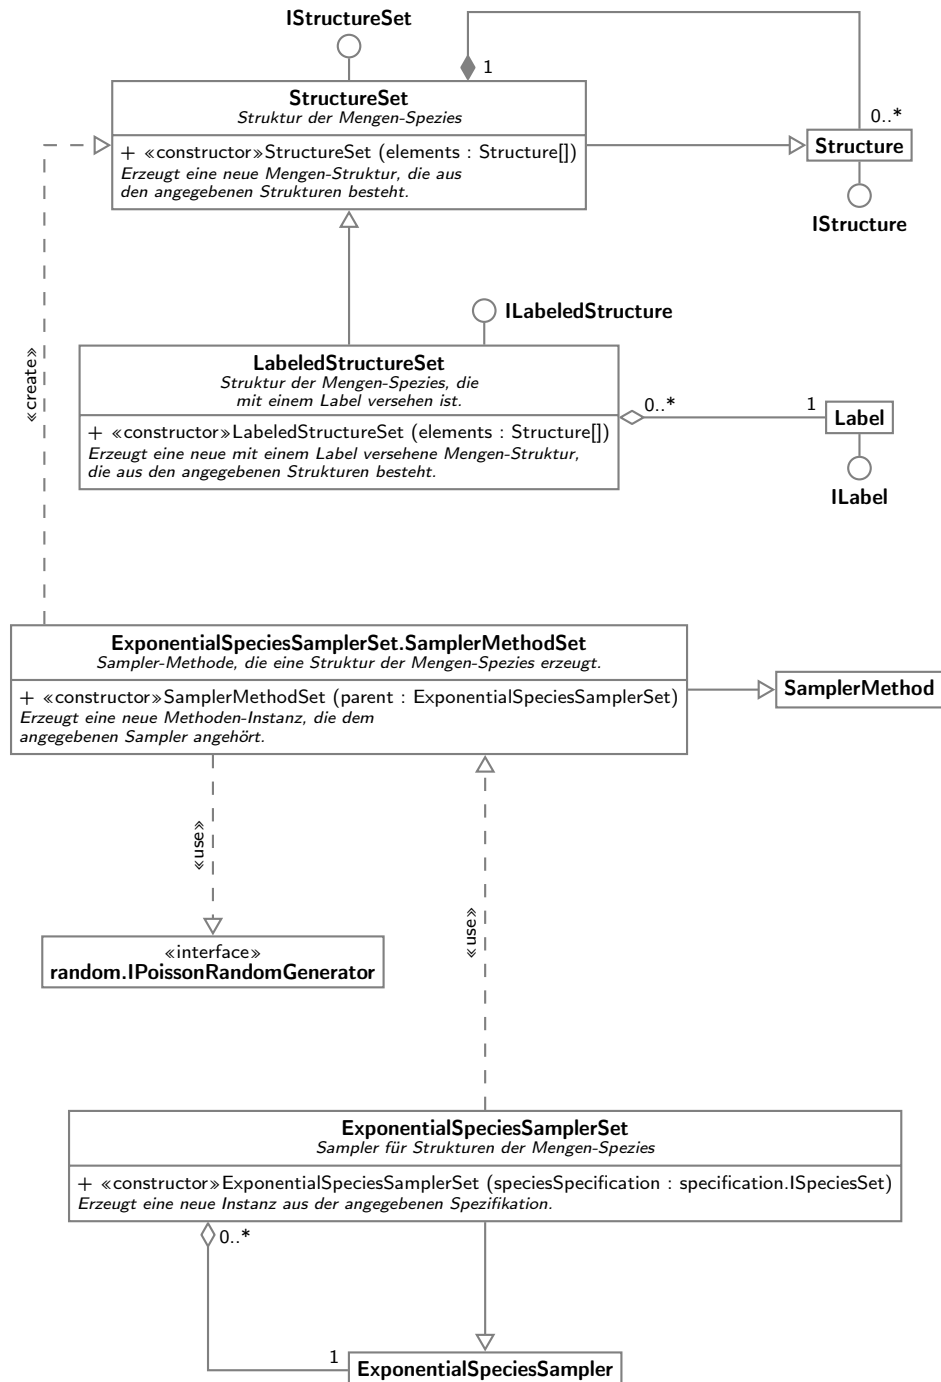 IStructureSet
1
StructureSet
Struktur der Mengen-Spezies
+ «constructor»StructureSet (elements : Structure[])
Erzeugt eine neue Mengen-Struktur, die aus
den angegebenen Strukturen besteht.
0..*
Structure
IStructure
«create»
ILabeledStructure
LabeledStructureSet
Struktur der Mengen-Spezies, die
mit einem Label versehen ist.
+ «constructor»LabeledStructureSet (elements : Structure[])
Erzeugt eine neue mit einem Label versehene Mengen-Struktur,
die aus den angegebenen Strukturen besteht.
0..*
1
Label
ILabel
ExponentialSpeciesSamplerSet.SamplerMethodSet
Sampler-Methode, die eine Struktur der Mengen-Spezies erzeugt.
+ «constructor»SamplerMethodSet (parent : ExponentialSpeciesSamplerSet)
Erzeugt eine neue Methoden-Instanz, die dem
angegebenen Sampler angehört.
SamplerMethod
«use»
«use»
«interface»
random.IPoissonRandomGenerator
ExponentialSpeciesSamplerSet
Sampler für Strukturen der Mengen-Spezies
+ «constructor»ExponentialSpeciesSamplerSet (speciesSpecification : specification.ISpeciesSet)
Erzeugt eine neue Instanz aus der angegebenen Spezifikation.
0..*
1
ExponentialSpeciesSampler